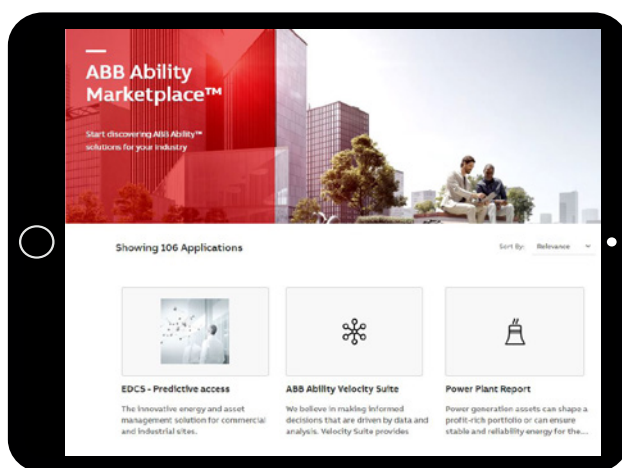 ABB Ability
Marketplace™
Start discovering ABB Ability™
solutions for your industry
Showing 106 Applications
Sort By: Relevance
EDCS - Predictive access
The innovative energy and asset
management solution for commercial
and industrial sites.
ABB Ability Velocity Suite
We believe in making informed
decisions that are driven by data and
analysis. Velocity Suite provides
Power Plant Report
Power generation assets can shape a
profit-rich portfolio or can ensure
stable and reliability energy for the...